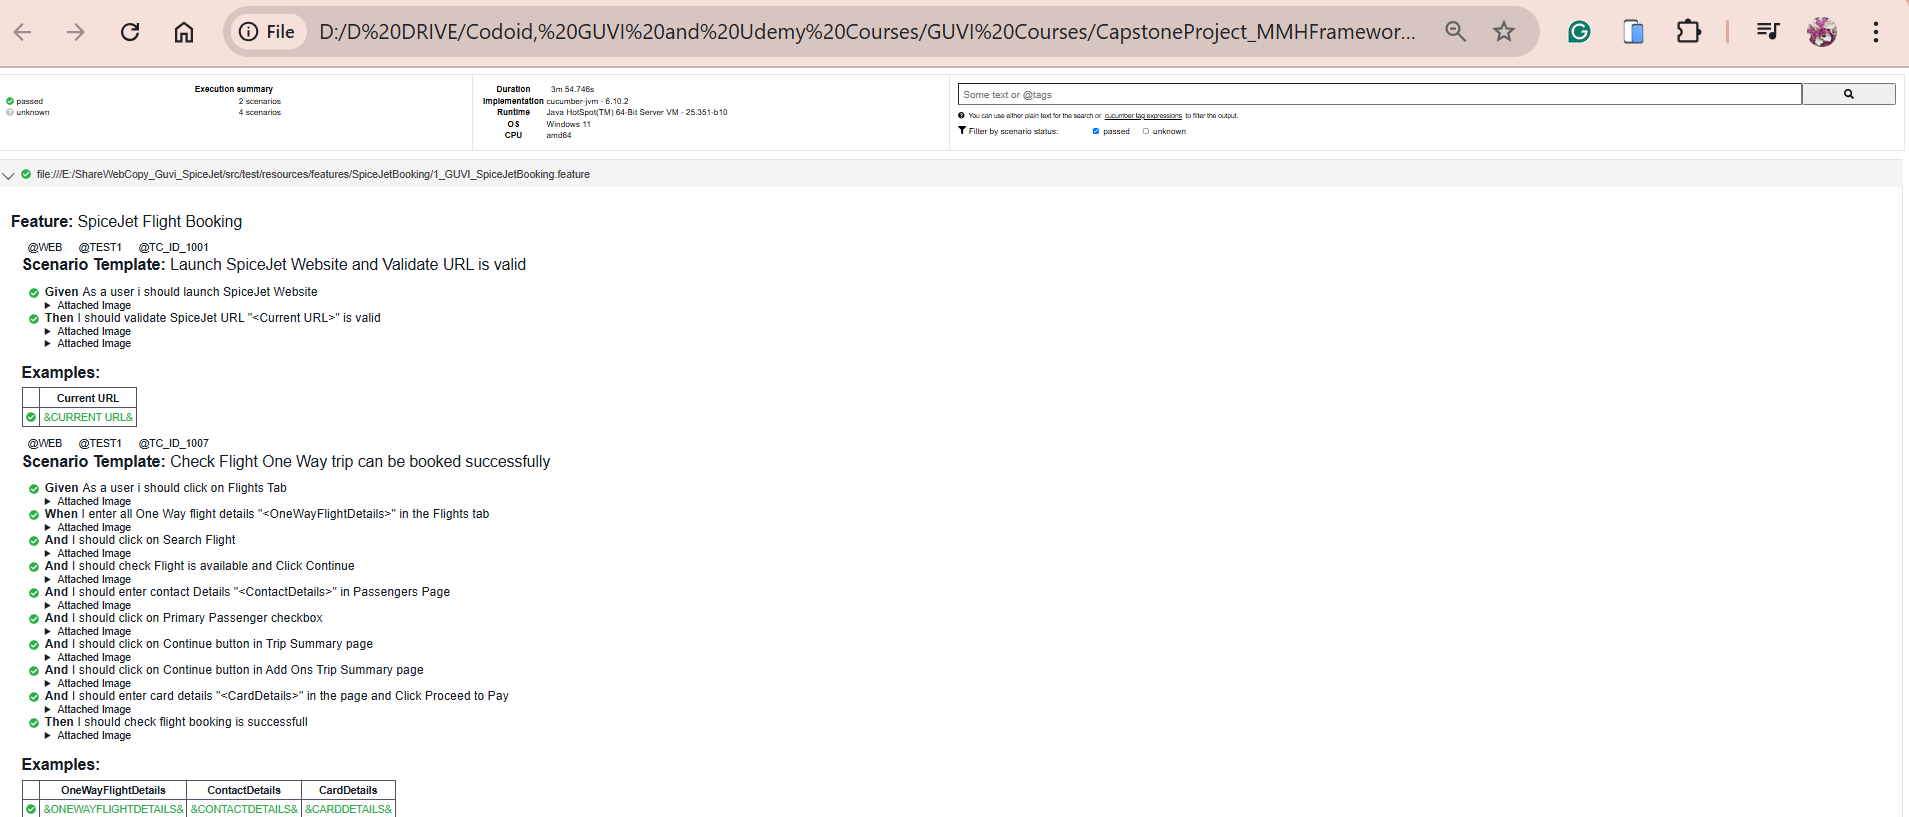 File D:/D%20DRIVE/Codoid,%20GUVI%20and%20Udemy%20Courses/GUVI%20Courses/CapstoneProject_MMHFramewor...
Execution summary
passed 2 scenarios
unknown 4 scenarios
Duration 3m 54.746s
Implementation cucumber-jvm - 6.10.2
Runtime Java HotSpot(TM) 64-Bit Server VM - 25.351-b10
OS Windows 11
CPU amd64
Some text or @tags
You can use either plain text for the search or cucumber tag expressions to filter the output.
Filter by scenario status: passed unknown
file:///E:/ShareWebCopy_Guvi_SpiceJet/src/test/resources/features/SpiceJetBooking/1_GUVI_SpiceJetBooking.feature
Feature: SpiceJet Flight Booking
@WEB @TEST1 @TC_ID_1001
Scenario Template: Launch SpiceJet Website and Validate URL is valid
Given As a user i should launch SpiceJet Website
Attached Image
Then I should validate SpiceJet URL "<Current URL>" is valid
Attached Image
Attached Image
Examples:
Current URL
&CURRENT URL&
@WEB @TEST1 @TC_ID_1007
Scenario Template: Check Flight One Way trip can be booked successfully
Given As a user i should click on Flights Tab
Attached Image
When I enter all One Way flight details "<OneWayFlightDetails>" in the Flights tab
Attached Image
And I should click on Search Flight
Attached Image
And I should check Flight is available and Click Continue
Attached Image
And I should enter contact Details "<ContactDetails>" in Passengers Page
Attached Image
And I should click on Primary Passenger checkbox
Attached Image
And I should click on Continue button in Trip Summary page
Attached Image
And I should click on Continue button in Add Ons Trip Summary page
Attached Image
And I should enter card details "<CardDetails>" in the page and Click Proceed to Pay
Attached Image
Then I should check flight booking is successfull
Attached Image
Examples:
OneWayFlightDetails ContactDetails CardDetails
&ONEWAYFLIGHTDETAILS& &CONTACTDETAILS& &CARDDETAILS&